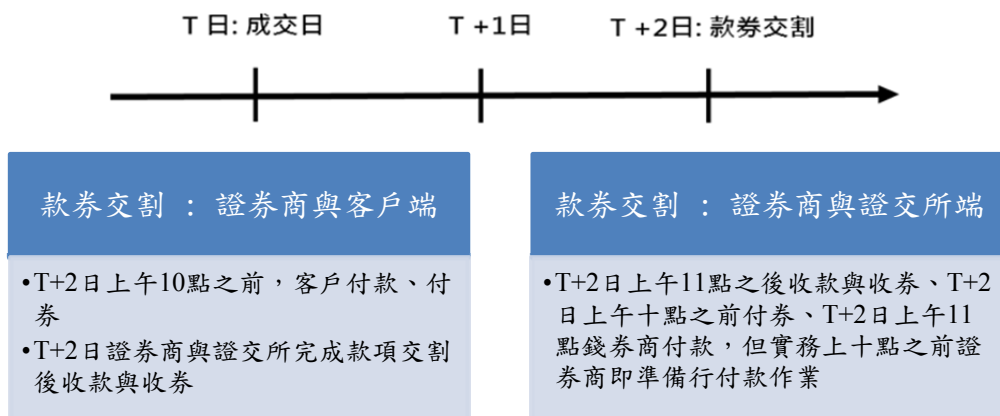 T 日: 成交日 T +1日 T +2日: 款券交割
款券交割 : 證券商與客戶端
•T+2日上午10點之前，客戶付款、付
券
•T+2日證券商與證交所完成款項交割
後收款與收券
款券交割 : 證券商與證交所端
•T+2日上午11點之後收款與收券、T+2
日上午十點之前付券、T+2日上午11
點錢券商付款，但實務上十點之前證
券商即準備行付款作業